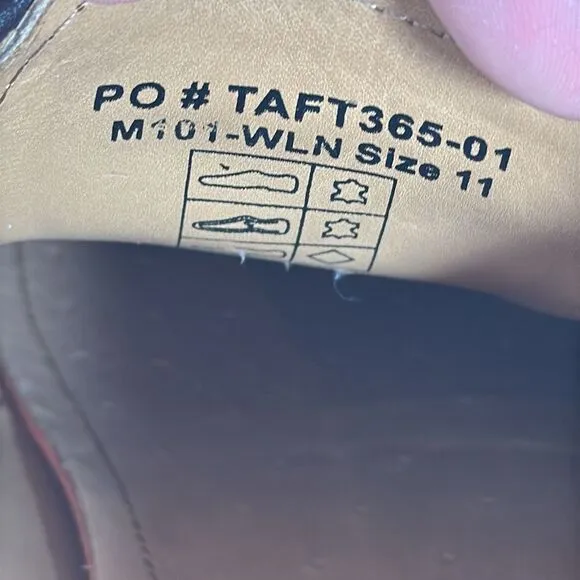 PO # TAFT365-01
M101-WLN Size 11